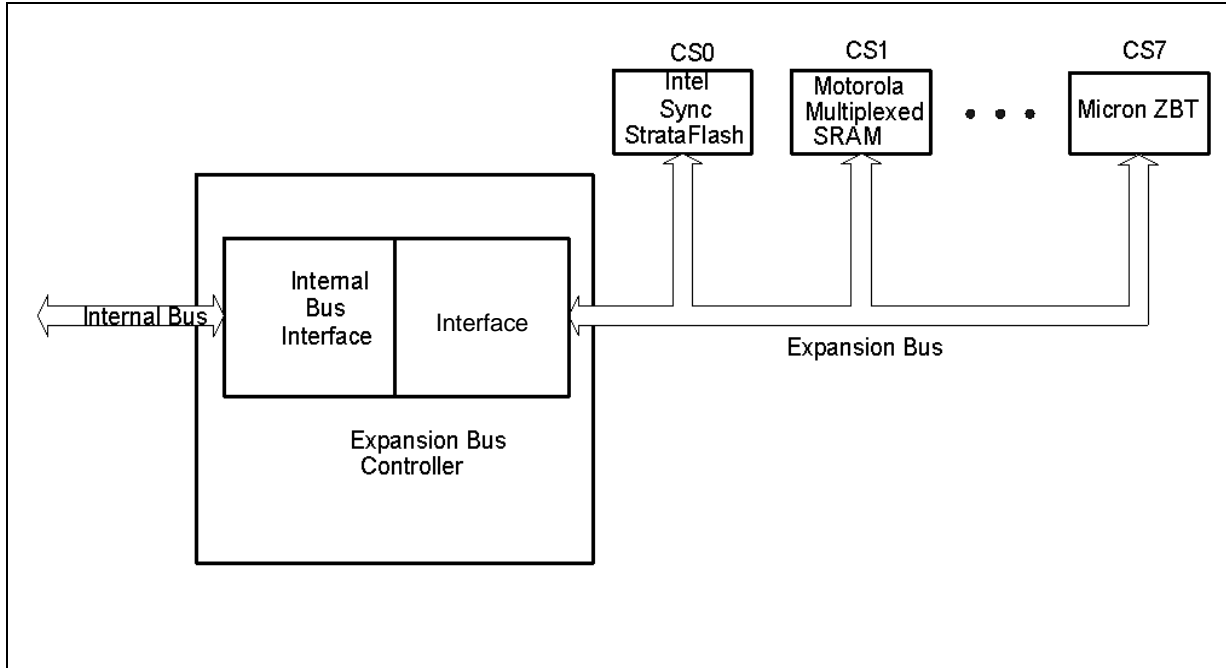 CS0
Intel
Sync
StrataFlash
CS1
Motorola
Multiplexed
SRAM
CS7
Micron ZBT
Internal Bus
Internal
Bus
Interface
Interface
Expansion Bus
Expansion Bus
Controller